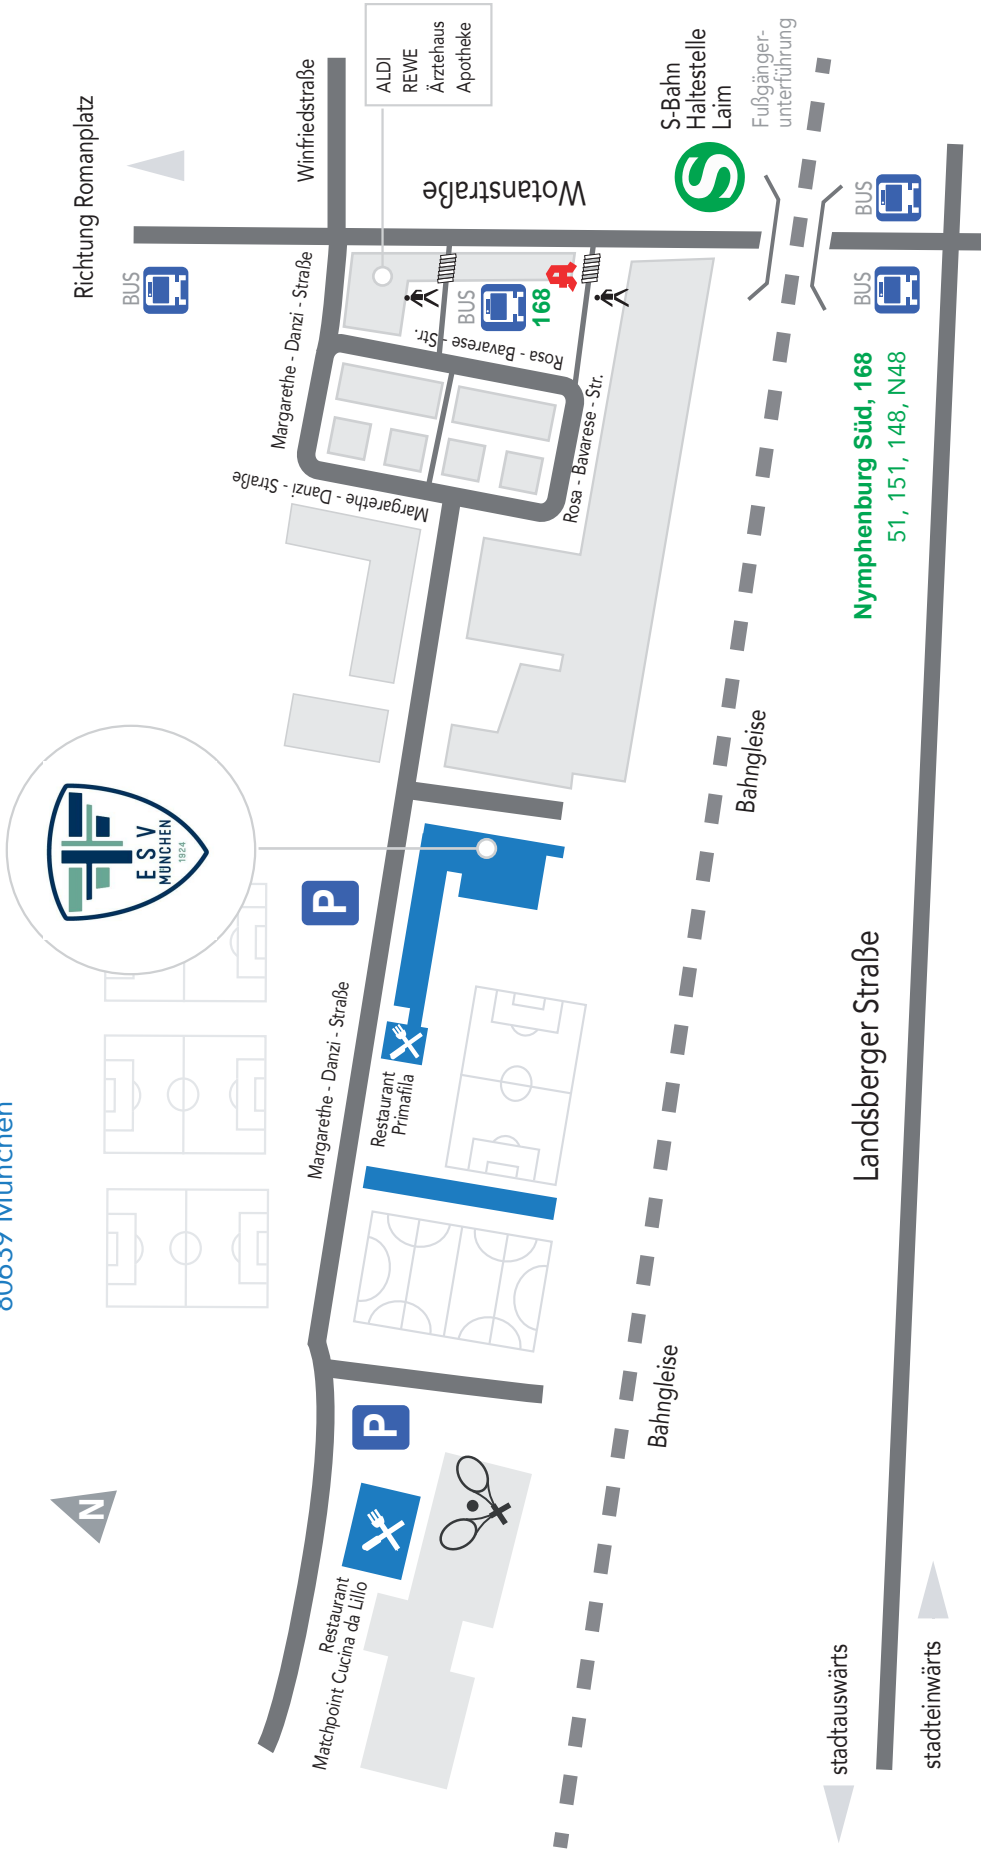 80639 München
N
Richtung Romanplatz
BUS
Winfriedstraße
ALDI
REWE
Ärztehaus
Apotheke
Wotanstraße
S-Bahn
Haltestelle
Laim
S
Fußgänger-
unterführung
Margarethe - Danzi - Straße
Margarethe - Danzi - Straße
BUS
168
Rosa - Bavarese - Str.
Rosa - Bavarese - Str.
BUS
BUS
Nymphenburg Süd, 168
51, 151, 148, N48
E S V
MÜNCHEN
1924
P
Margarethe - Danzi - Straße
Restaurant
Primafila
Bahngleise
Landsberger Straße
P
Restaurant
Matchpoint Cucina da Lillo
Bahngleise
stadtauswärts
stadteinwärts